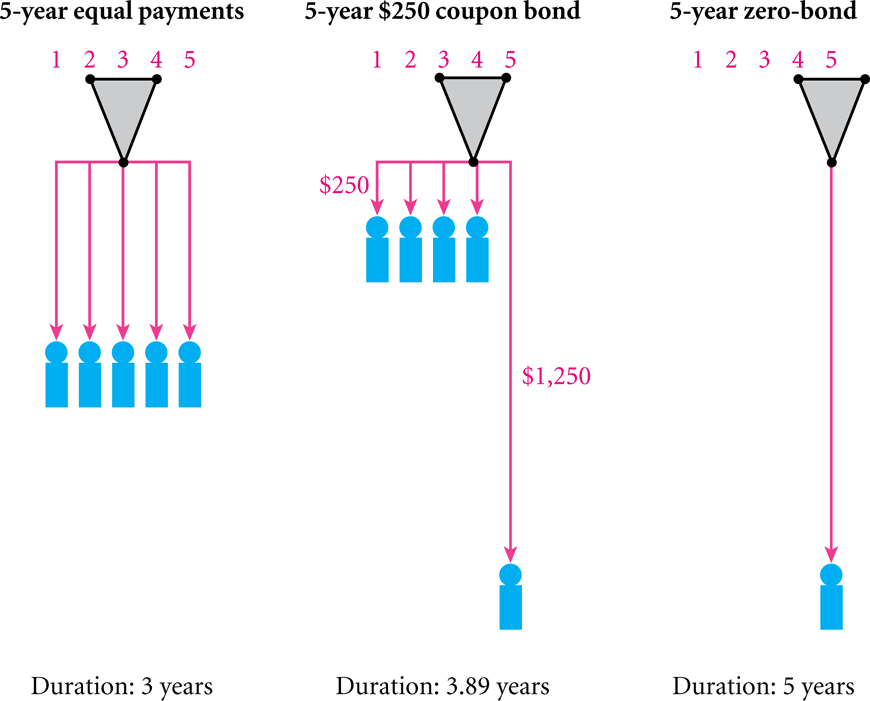 5-year equal payments
1 2 3 4 5
Duration: 3 years
5-year $250 coupon bond
1 2 3 4 5
$250
$1,250
Duration: 3.89 years
5-year zero-bond
1 2 3 4 5
Duration: 5 years